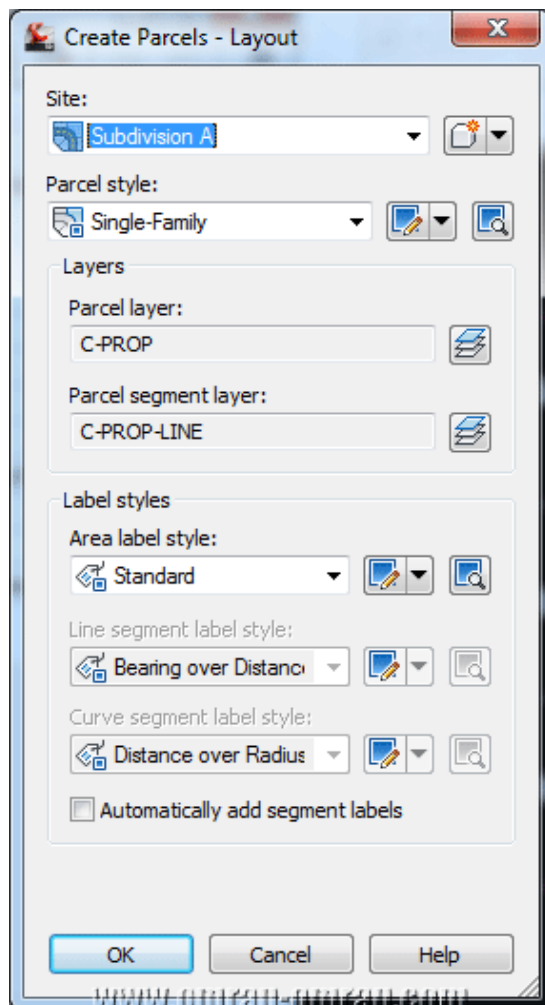 Create Parcels - Layout
Site:
Subdivision A
Parcel style:
Single-Family
Layers
Parcel layer:
C-PROP
Parcel segment layer:
C-PROP-LINE
Label styles
Area label style:
Standard
Line segment label style:
Bearing over Distanc
Curve segment label style:
Distance over Radius
Automatically add segment labels
OK Cancel Help